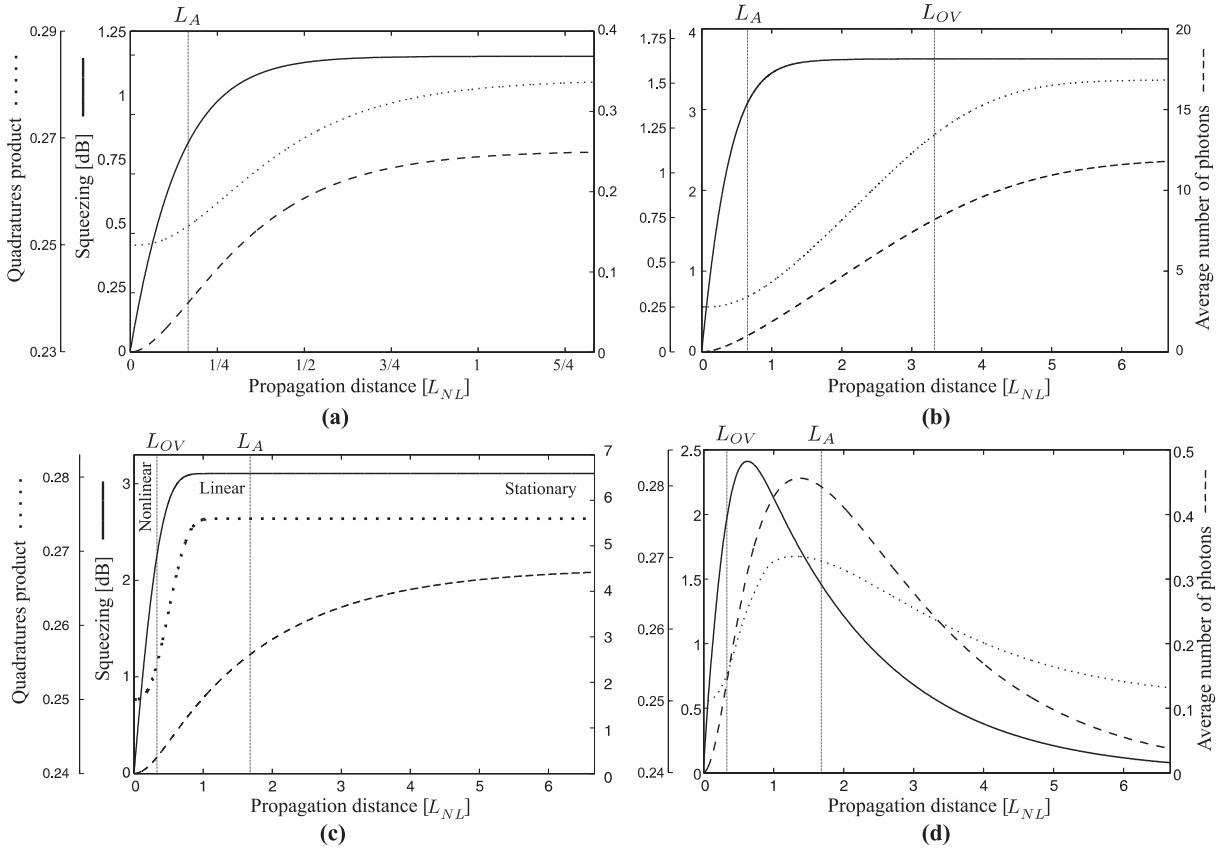 L_A
0.29
1.25
0.4
0.27
1
0.3
0.75
0.2
0.25
0.5
0.1
0.25
0.23
0
0
Quadratures product
Squeezing [dB]
0 1/4 1/2 3/4 1 5/4
Propagation distance [L_NL]
(a)
L_A L_OV
1.75
4
20
1.5
1.25
3
15
1
2
10
0.75
0.5
1
5
0.25
0
0
0
Average number of photons
0 1 2 3 4 5 6
Propagation distance [L_NL]
(b)
L_OV L_A
Nonlinear
Linear
Stationary
0.28
3
7
6
0.27
5
2
4
0.26
3
1
2
0.25
1
0.24
0
0
Quadratures product
Squeezing [dB]
0 1 2 3 4 5 6
Propagation distance [L_NL]
(c)
L_OV L_A
0.28
2.5
0.5
2
0.4
0.27
1.5
0.3
0.26
1
0.2
0.25
0.5
0.1
0.24
0
0
Average number of photons
0 1 2 3 4 5 6
Propagation distance [L_NL]
(d)